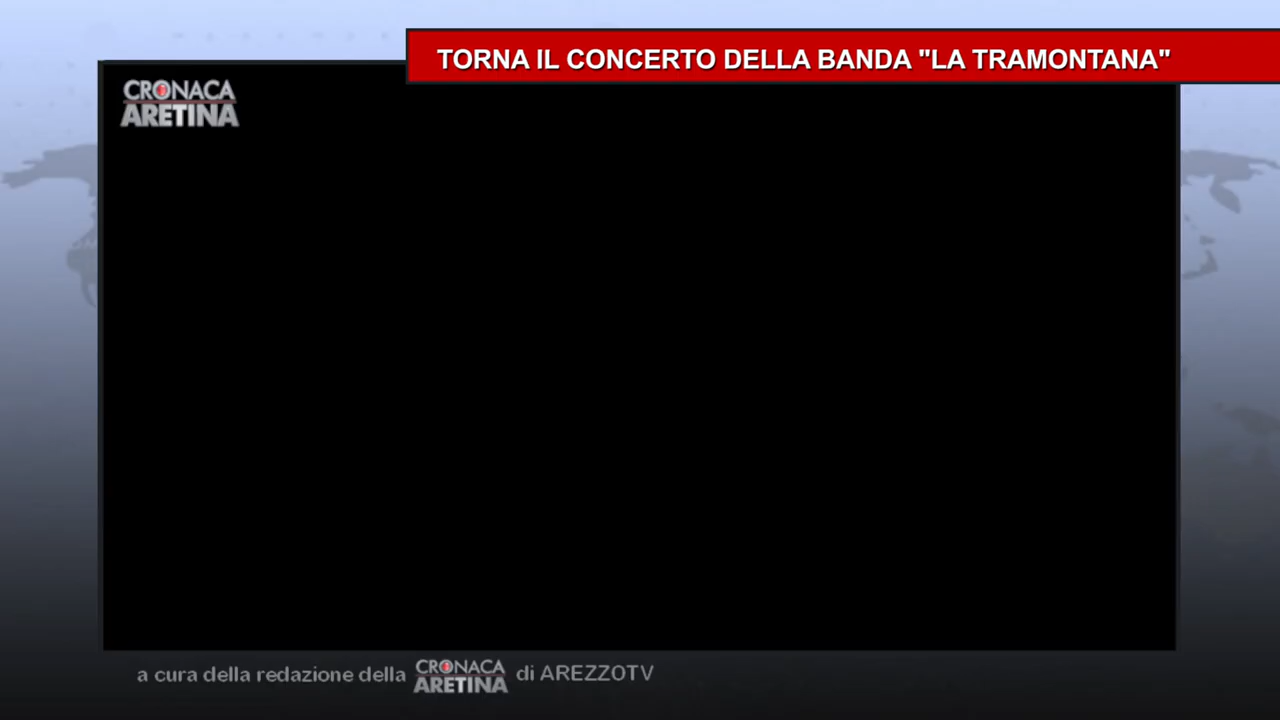 TORNA IL CONCERTO DELLA BANDA "LA TRAMONTANA"
CRONACA
ARETINA
a cura della redazione della CRONACA ARETINA di AREZZOTV